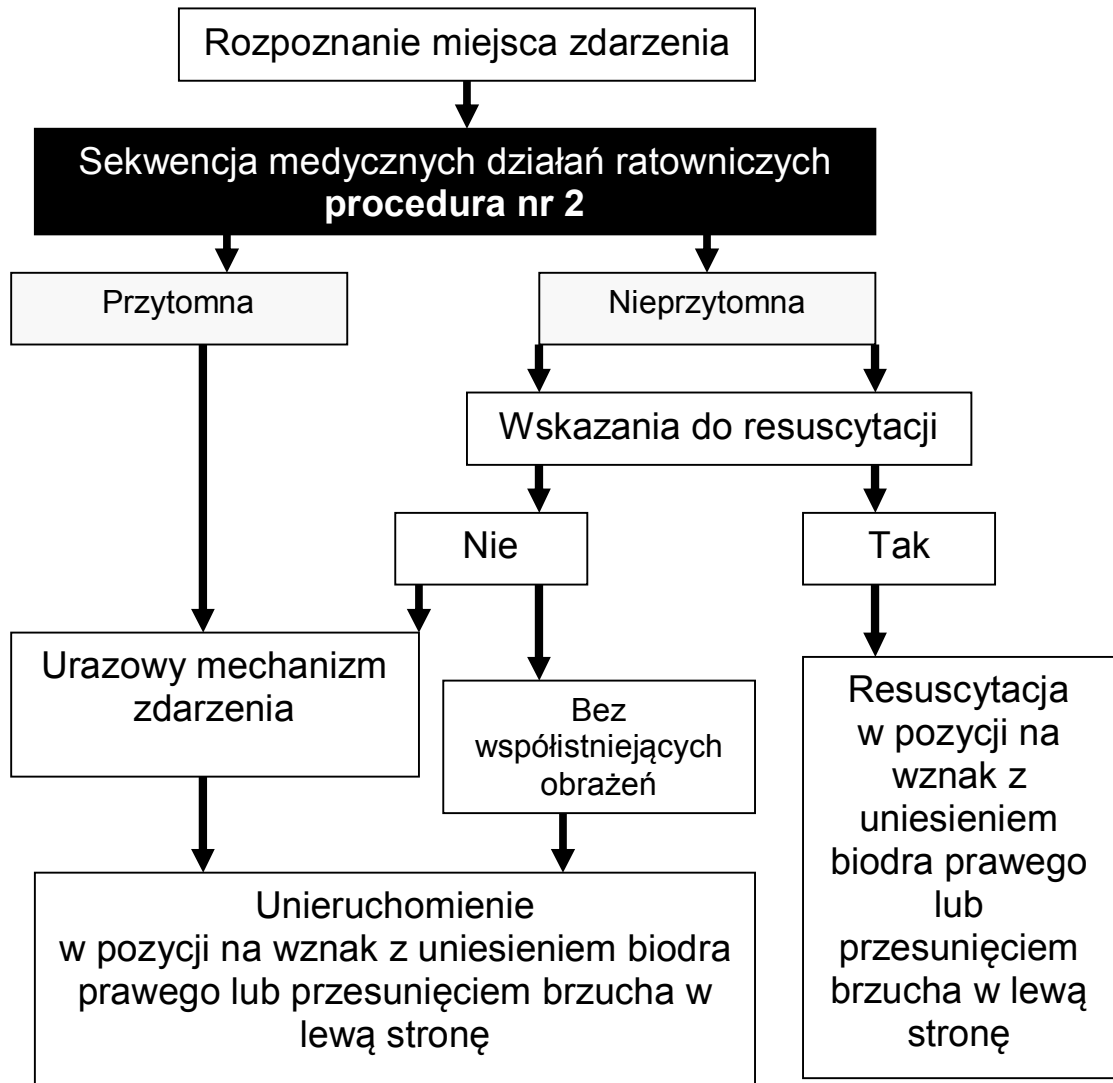 Rozpoznanie miejsca zdarzenia
Sekwencja medycznych działań ratowniczych
procedura nr 2
Przytomna
Nieprzytomna
Wskazania do resuscytacji
Nie
Tak
Urazowy mechanizm
zdarzenia
Bez
współistniejących
obrażeń
Resuscytacja
w pozycji na
wznak z
uniesieniem
biodra prawego
lub
przesunięciem
brzucha w lewą
stronę
Unieruchomienie
w pozycji na wznak z uniesieniem biodra
prawego lub przesunięciem brzucha w
lewą stronę